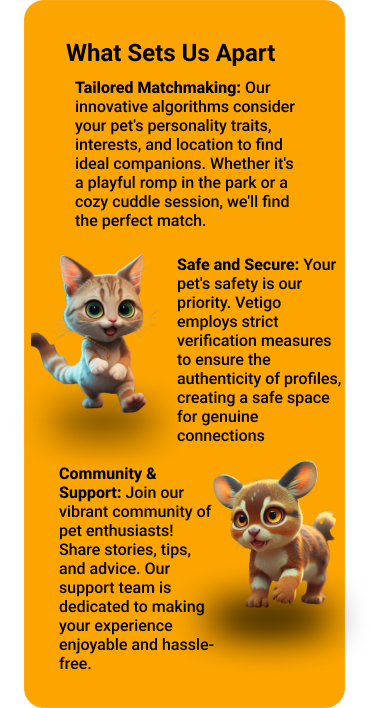 What Sets Us Apart
Tailored Matchmaking: Our
innovative algorithms consider
your pet's personality traits,
interests, and location to find
ideal companions. Whether it's
a playful romp in the park or a
cozy cuddle session, we'll find
the perfect match.
Safe and Secure: Your
pet's safety is our
priority. Vetigo
employs strict
verification measures
to ensure the
authenticity of profiles,
creating a safe space
for genuine
connections
Community &
Support: Join our
vibrant community of
pet enthusiasts!
Share stories, tips,
and advice. Our
support team is
dedicated to making
your experience
enjoyable and hassle-
free.